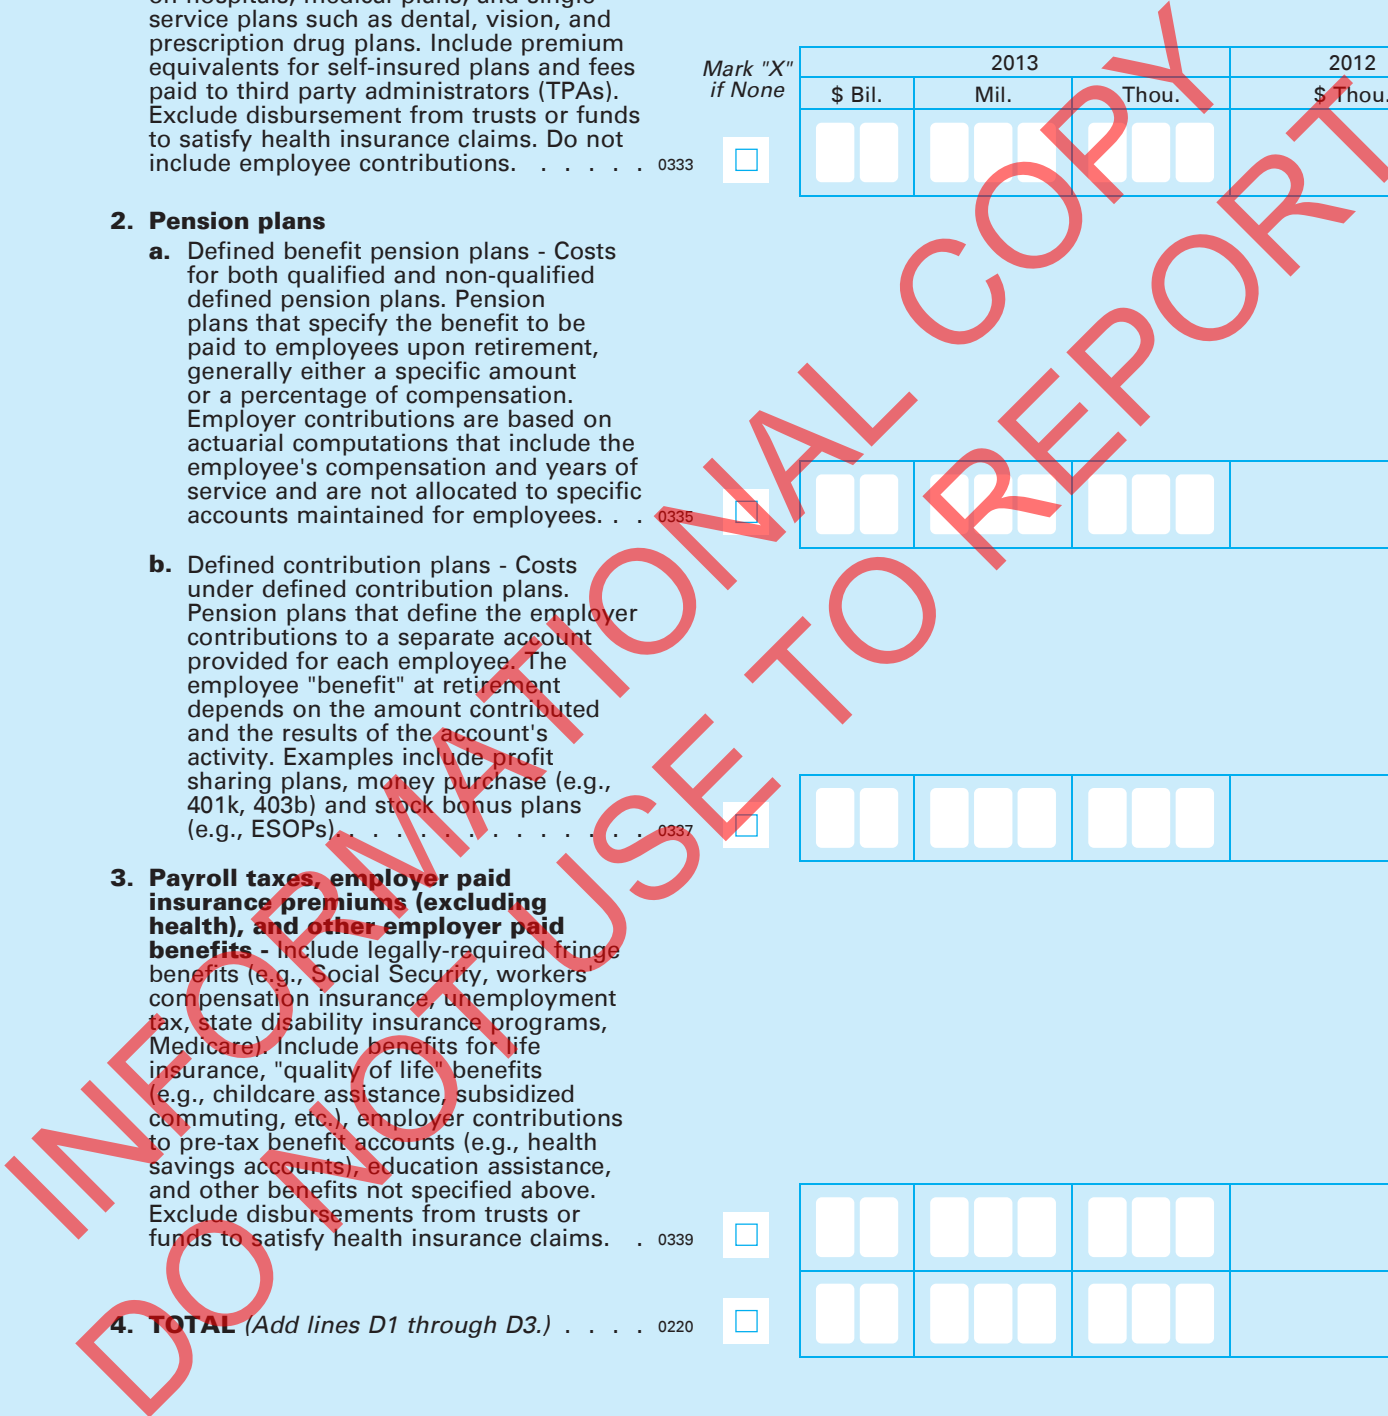 service plans such as dental, vision, and
prescription drug plans. Include premium
equivalents for self-insured plans and fees
paid to third party administrators (TPAs).
Exclude disbursement from trusts or funds
to satisfy health insurance claims. Do not
include employee contributions. . . . . . 0333
Mark "X"
if None
2013
2012
$ Bil.
Mil.
Thou.
$ Thou.
2. Pension plans
a. Defined benefit pension plans - Costs
for both qualified and non-qualified
defined pension plans. Pension
plans that specify the benefit to be
paid to employees upon retirement,
generally either a specific amount
or a percentage of compensation.
Employer contributions are based on
actuarial computations that include the
employee's compensation and years of
service and are not allocated to specific
accounts maintained for employees. . . 0335
b. Defined contribution plans - Costs
under defined contribution plans.
Pension plans that define the employer
contributions to a separate account
provided for each employee. The
employee "benefit" at retirement
depends on the amount contributed
and the results of the account's
activity. Examples include profit
sharing plans, money purchase (e.g.,
401k, 403b) and stock bonus plans
(e.g., ESOPs). . . . . . . . . . . . . . 0337
3. Payroll taxes, employer paid
insurance premiums (excluding
health), and other employer paid
benefits - Include legally-required fringe
benefits (e.g., Social Security, workers'
compensation insurance, unemployment
tax, state disability insurance programs,
Medicare). Include benefits for life
insurance, "quality of life" benefits
(e.g., childcare assistance, subsidized
commuting, etc.), employer contributions
to pre-tax benefit accounts (e.g., health
savings accounts), education assistance,
and other benefits not specified above.
Exclude disbursements from trusts or
funds to satisfy health insurance claims. . 0339
4. TOTAL (Add lines D1 through D3.) . . . . 0220
INFORMATIONAL COPY
DO NOT USE TO REPORT